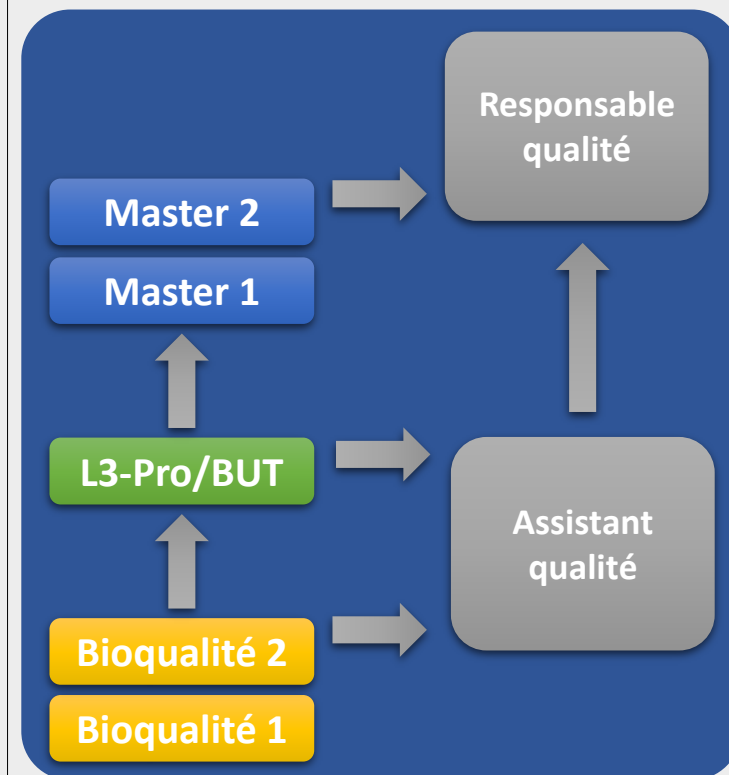 Responsable
qualité
Master 2
Master 1
L3-Pro/BUT
Assistant
qualité
Bioqualité 2
Bioqualité 1